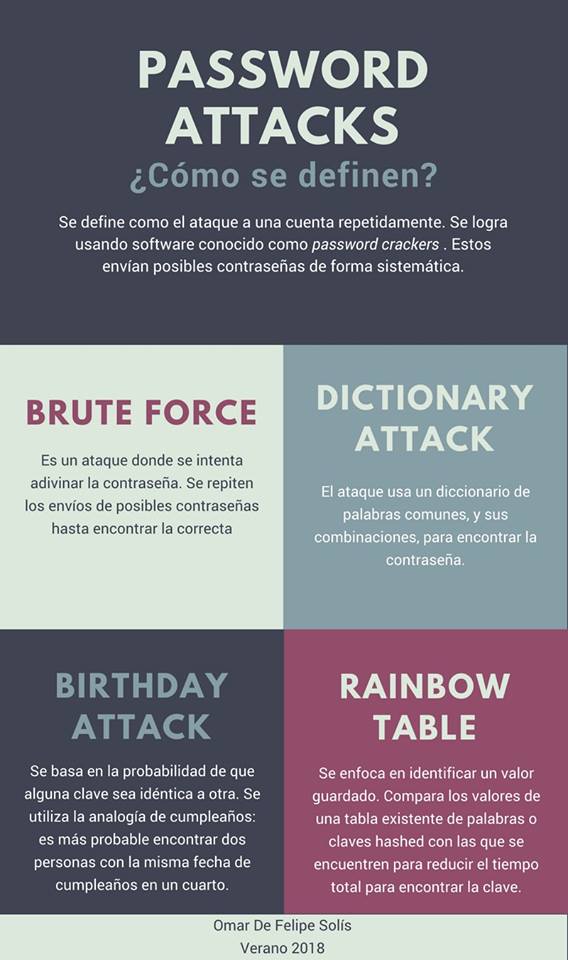 PASSWORD
ATTACKS
¿Cómo se definen?
Se define como el ataque a una cuenta repetidamente. Se logra
usando software conocido como password crackers . Estos
envían posibles contraseñas de forma sistemática.
BRUTE FORCE
Es un ataque donde se intenta
adivinar la contraseña. Se repiten
los envíos de posibles contraseñas
hasta encontrar la correcta
DICTIONARY
ATTACK
El ataque usa un diccionario de
palabras comunes, y sus
combinaciones, para encontrar la
contraseña.
BIRTHDAY
ATTACK
Se basa en la probabilidad de que
alguna clave sea idéntica a otra. Se
utiliza la analogía de cumpleaños:
es más probable encontrar dos
personas con la misma fecha de
cumpleaños en un cuarto.
RAINBOW
TABLE
Se enfoca en identificar un valor
guardado. Compara los valores de
una tabla existente de palabras o
claves hashed con las que se
encuentren para reducir el tiempo
total para encontrar la clave.
Omar De Felipe Solís
Verano 2018